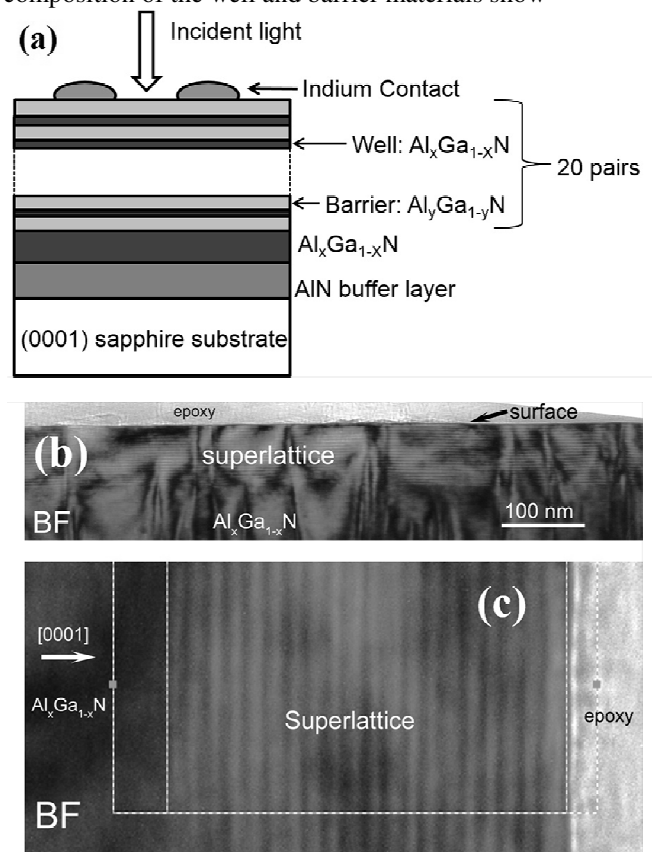 composition of the well and barrier materials show
(a)
Incident light
Indium Contact
Well: AlxGa1-xN
20 pairs
Barrier: AlyGa1-yN
AlxGa1-XN
AlN buffer layer
(0001) sapphire substrate
epoxy
surface
(b)
superlattice
100 nm
BF
AlxGa1-xN
(c)
[0001]
AlxGa1-xN
Superlattice
epoxy
BF